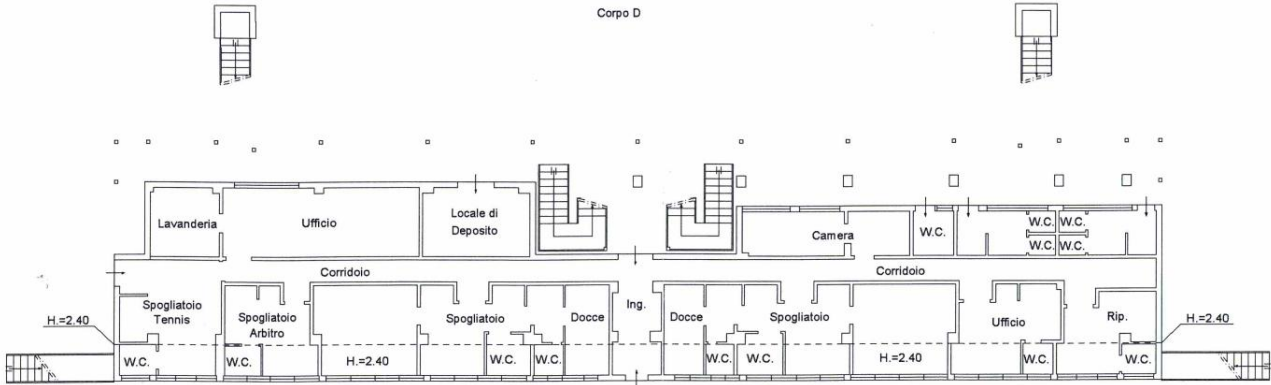 Corpo D
Lavanderia
Ufficio
Locale di
Deposito
Camera
W.C.
W.C.
W.C.
W.C.
W.C.
Corridoio
Corridoio
Spogliatoio
Tennis
Spogliatoio
Arbitro
Spogliatoio
Docce
Ing.
Docce
Spogliatoio
Ufficio
Rip.
H.=2.40
H.=2.40
W.C.
W.C.
H.=2.40
W.C.
W.C.
W.C.
W.C.
H.=2.40
W.C.
W.C.